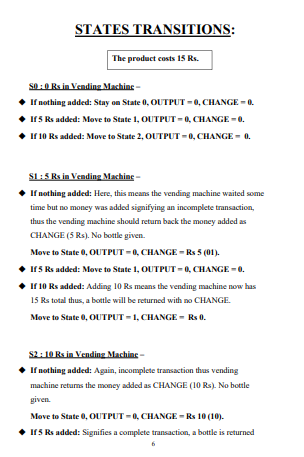 STATES TRANSITIONS:
The product costs 15 Rs.
S0 : 0 Rs in Vending Machine –
◆ If nothing added: Stay on State 0, OUTPUT = 0, CHANGE = 0.
◆ If 5 Rs added: Move to State 1, OUTPUT = 0, CHANGE = 0.
◆ If 10 Rs added: Move to State 2, OUTPUT = 0, CHANGE = 0.
S1 : 5 Rs in Vending Machine –
◆ If nothing added: Here, this means the vending machine waited some
time but no money was added signifying an incomplete transaction,
thus the vending machine should return back the money added as
CHANGE (5 Rs). No bottle given.
Move to State 0, OUTPUT = 0, CHANGE = Rs 5 (01).
◆ If 5 Rs added: Move to State 1, OUTPUT = 0, CHANGE = 0.
◆ If 10 Rs added: Adding 10 Rs means the vending machine now has
15 Rs total thus, a bottle will be returned with no CHANGE.
Move to State 0, OUTPUT = 1, CHANGE = Rs 0.
S2 : 10 Rs in Vending Machine –
◆ If nothing added: Again, incomplete transaction thus vending
machine returns the money added as CHANGE (10 Rs). No bottle
given.
Move to State 0, OUTPUT = 0, CHANGE = Rs 10 (10).
◆ If 5 Rs added: Signifies a complete transaction, a bottle is returned
6